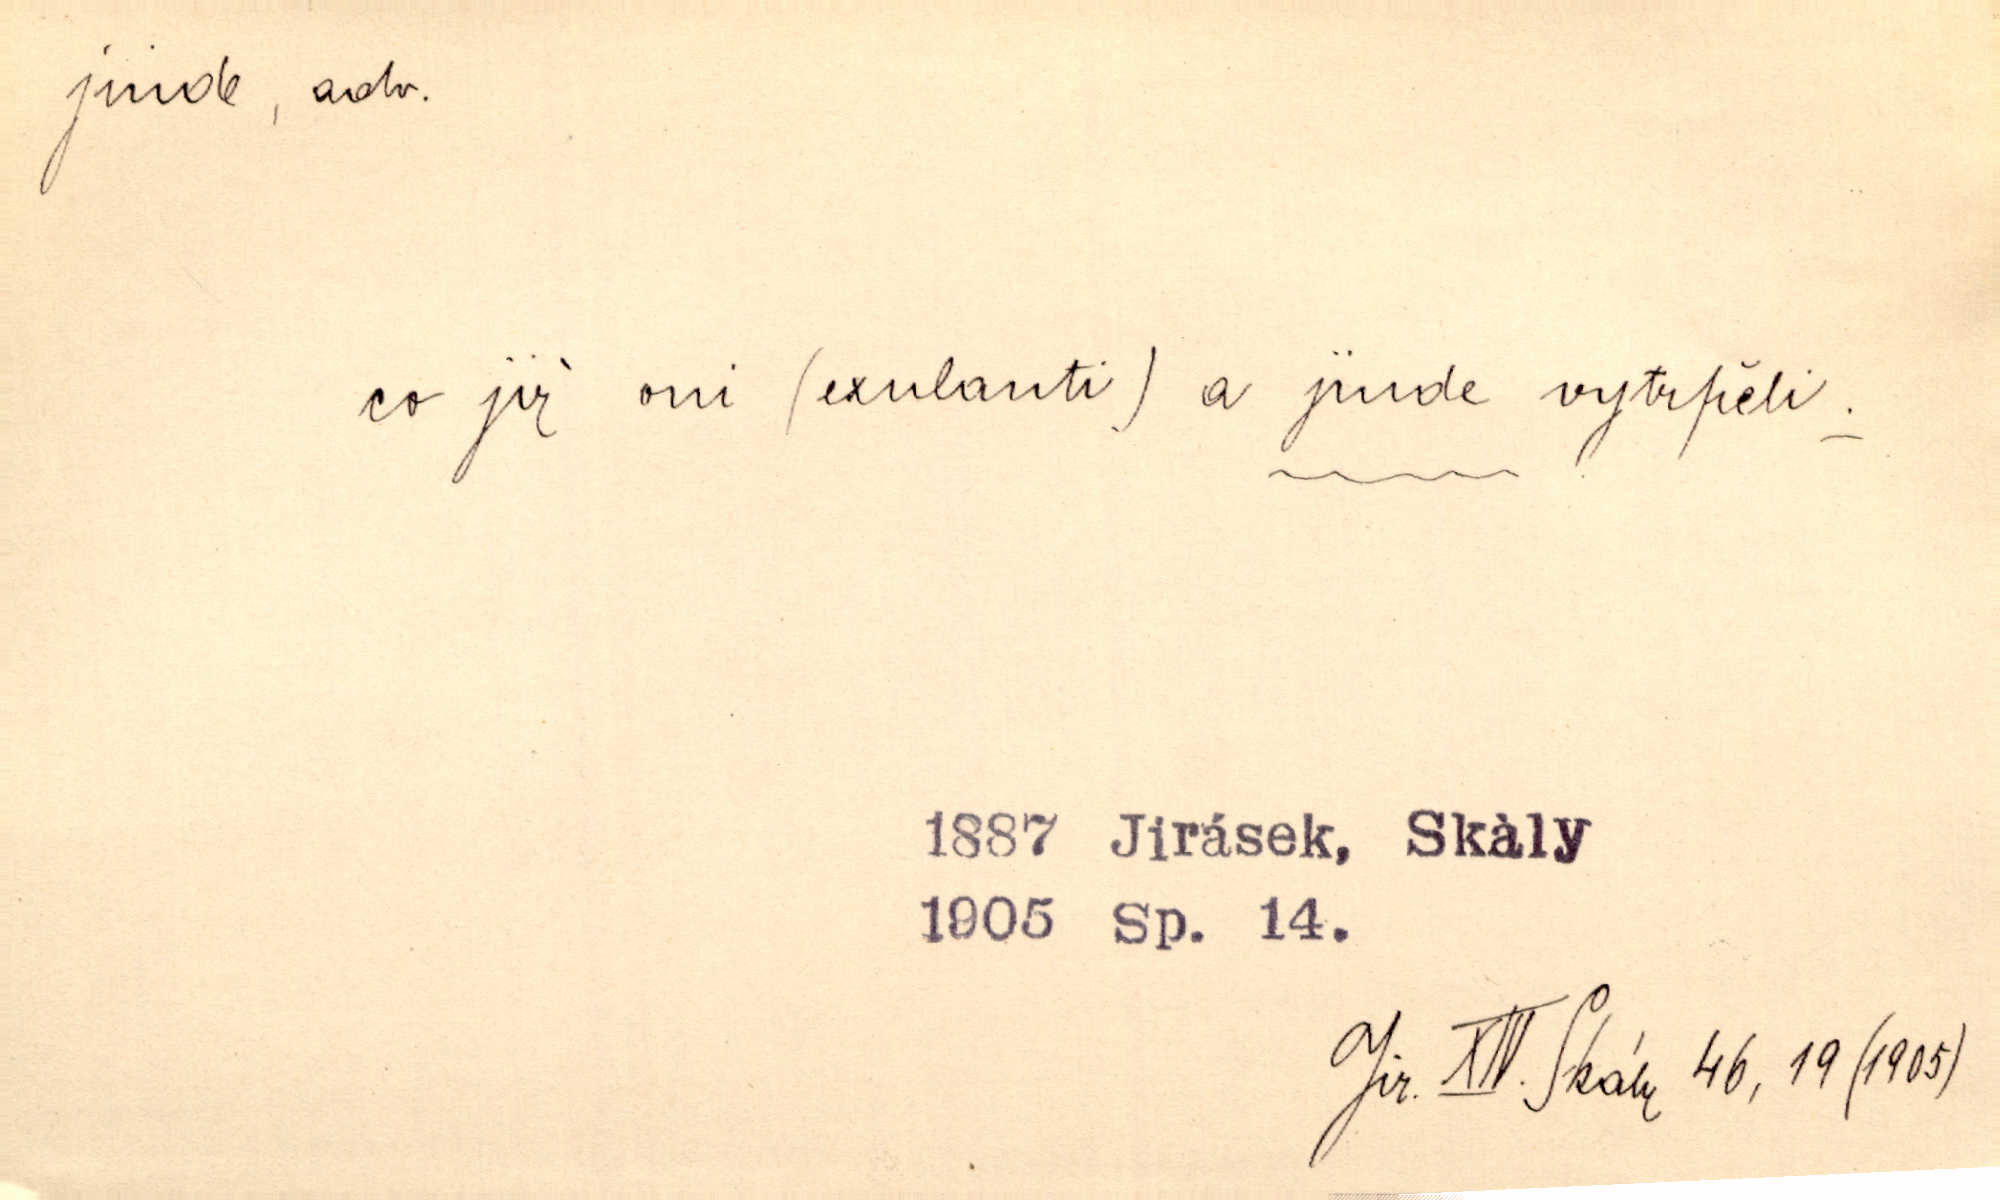 jinde, adv.
co již oni (exulanti) a jinde vytrpěli.
1887 Jirásek, Skàly
1905 Sp. 14.
Jir. XIV. Skály 46, 19 (1905)